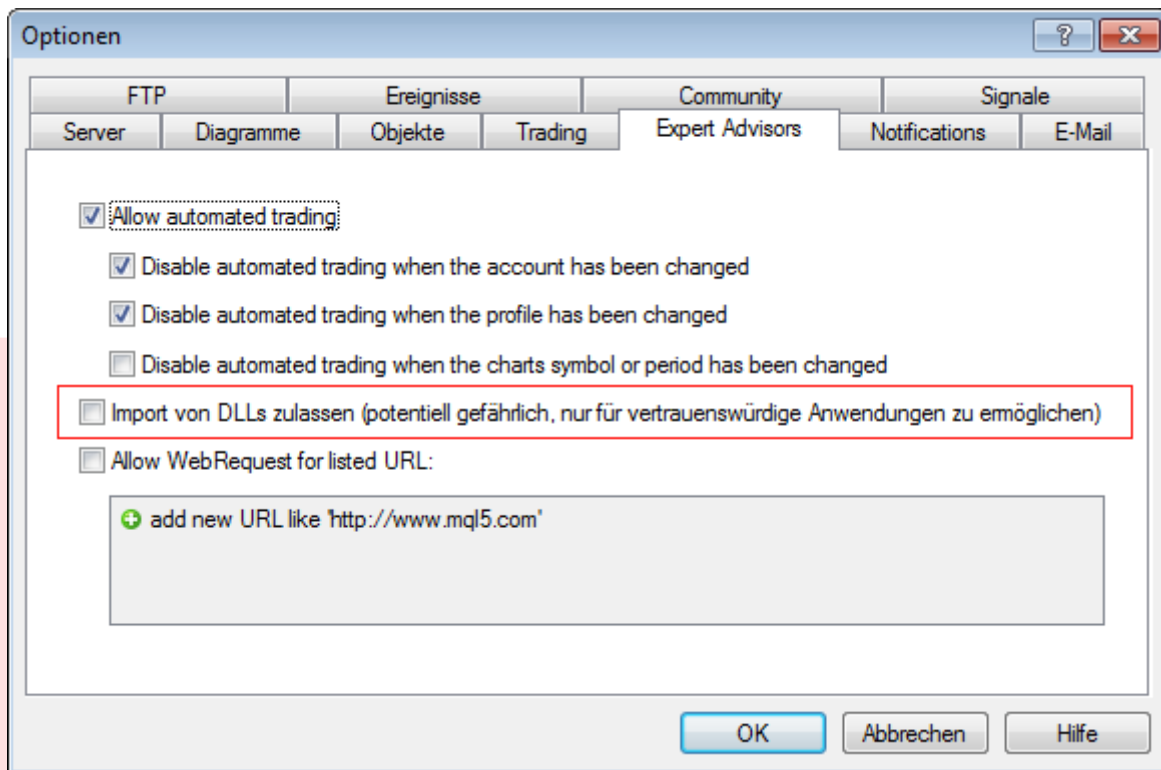 Optionen
FTP Ereignisse Community Signale
Server Diagramme Objekte Trading Expert Advisors Notifications E-Mail
Allow automated trading
Disable automated trading when the account has been changed
Disable automated trading when the profile has been changed
Disable automated trading when the charts symbol or period has been changed
Import von DLLs zulassen (potentiell gefährlich, nur für vertrauenswürdige Anwendungen zu ermöglichen)
Allow WebRequest for listed URL:
add new URL like 'http://www.mql5.com'
OK Abbrechen Hilfe